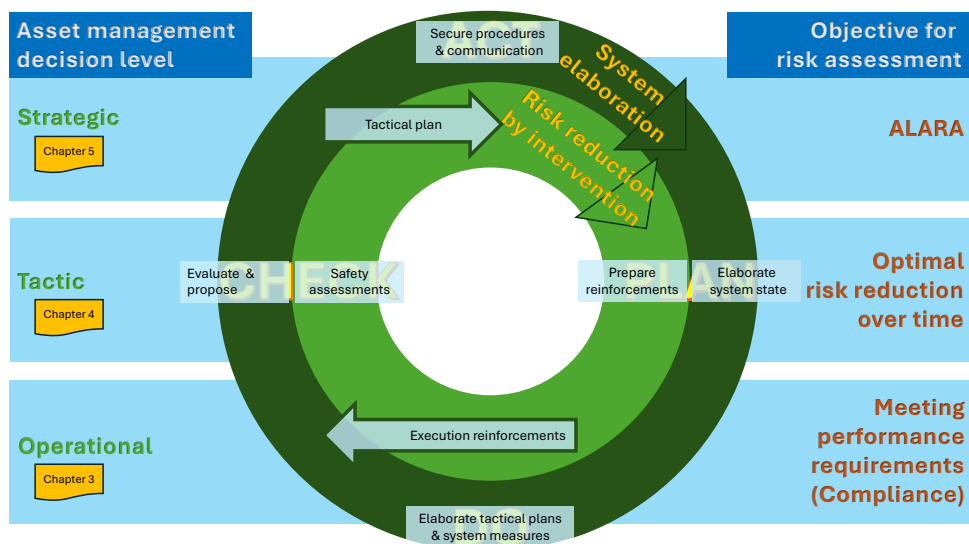 Asset management
decision level
Objective for
risk assessment
ACT
Secure procedures
& communication
System
elaboration
Risk reduction
by intervention
Strategic
Chapter 5
Tactical plan
ALARA
Tactic
Chapter 4
CHECK
Evaluate &
propose
Safety
assessments
PLAN
Prepare
reinforcements
Elaborate
system state
Optimal
risk reduction
over time
Operational
Chapter 3
Execution reinforcements
Meeting
performance
requirements
(Compliance)
DO
Elaborate tactical plans
& system measures